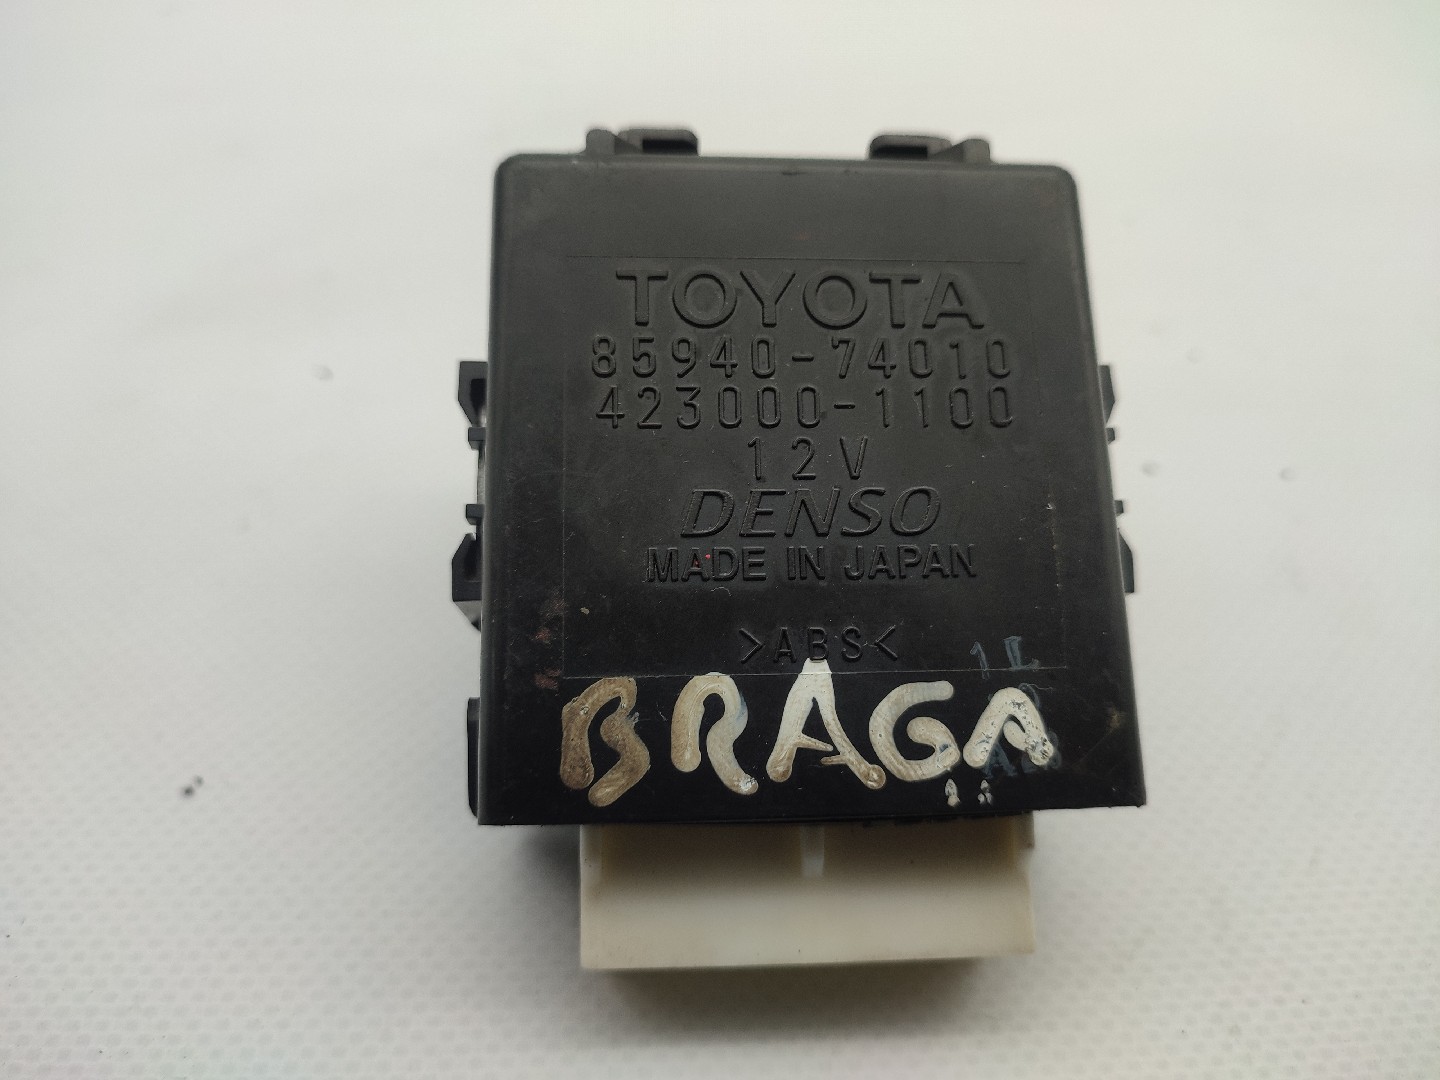 TOYOTA
85940-74010
423000-1100
12V
DENSO
MADE IN JAPAN
>ABS<
BRAGA